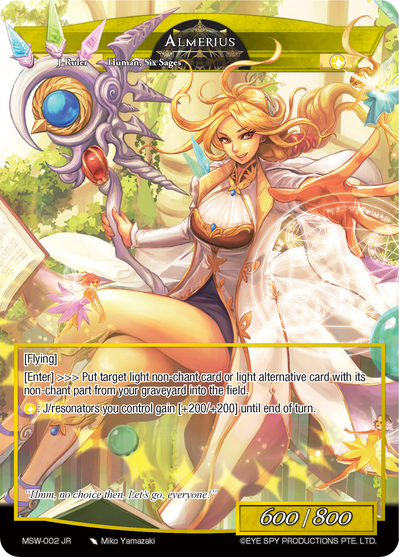 ALMERIUS
J-Ruler Human, Six Sages
[Flying]
[Enter] >>> Put target light non-chant card or light alternative card with its
non-chant part from your graveyard into the field.
: J/resonators you control gain [+200/+200] until end of turn.
"Hmm, no choice then. Let's go, everyone!"
600 / 800
MSW-002 JR Miko Yamazaki ©EYE SPY PRODUCTIONS PTE. LTD.